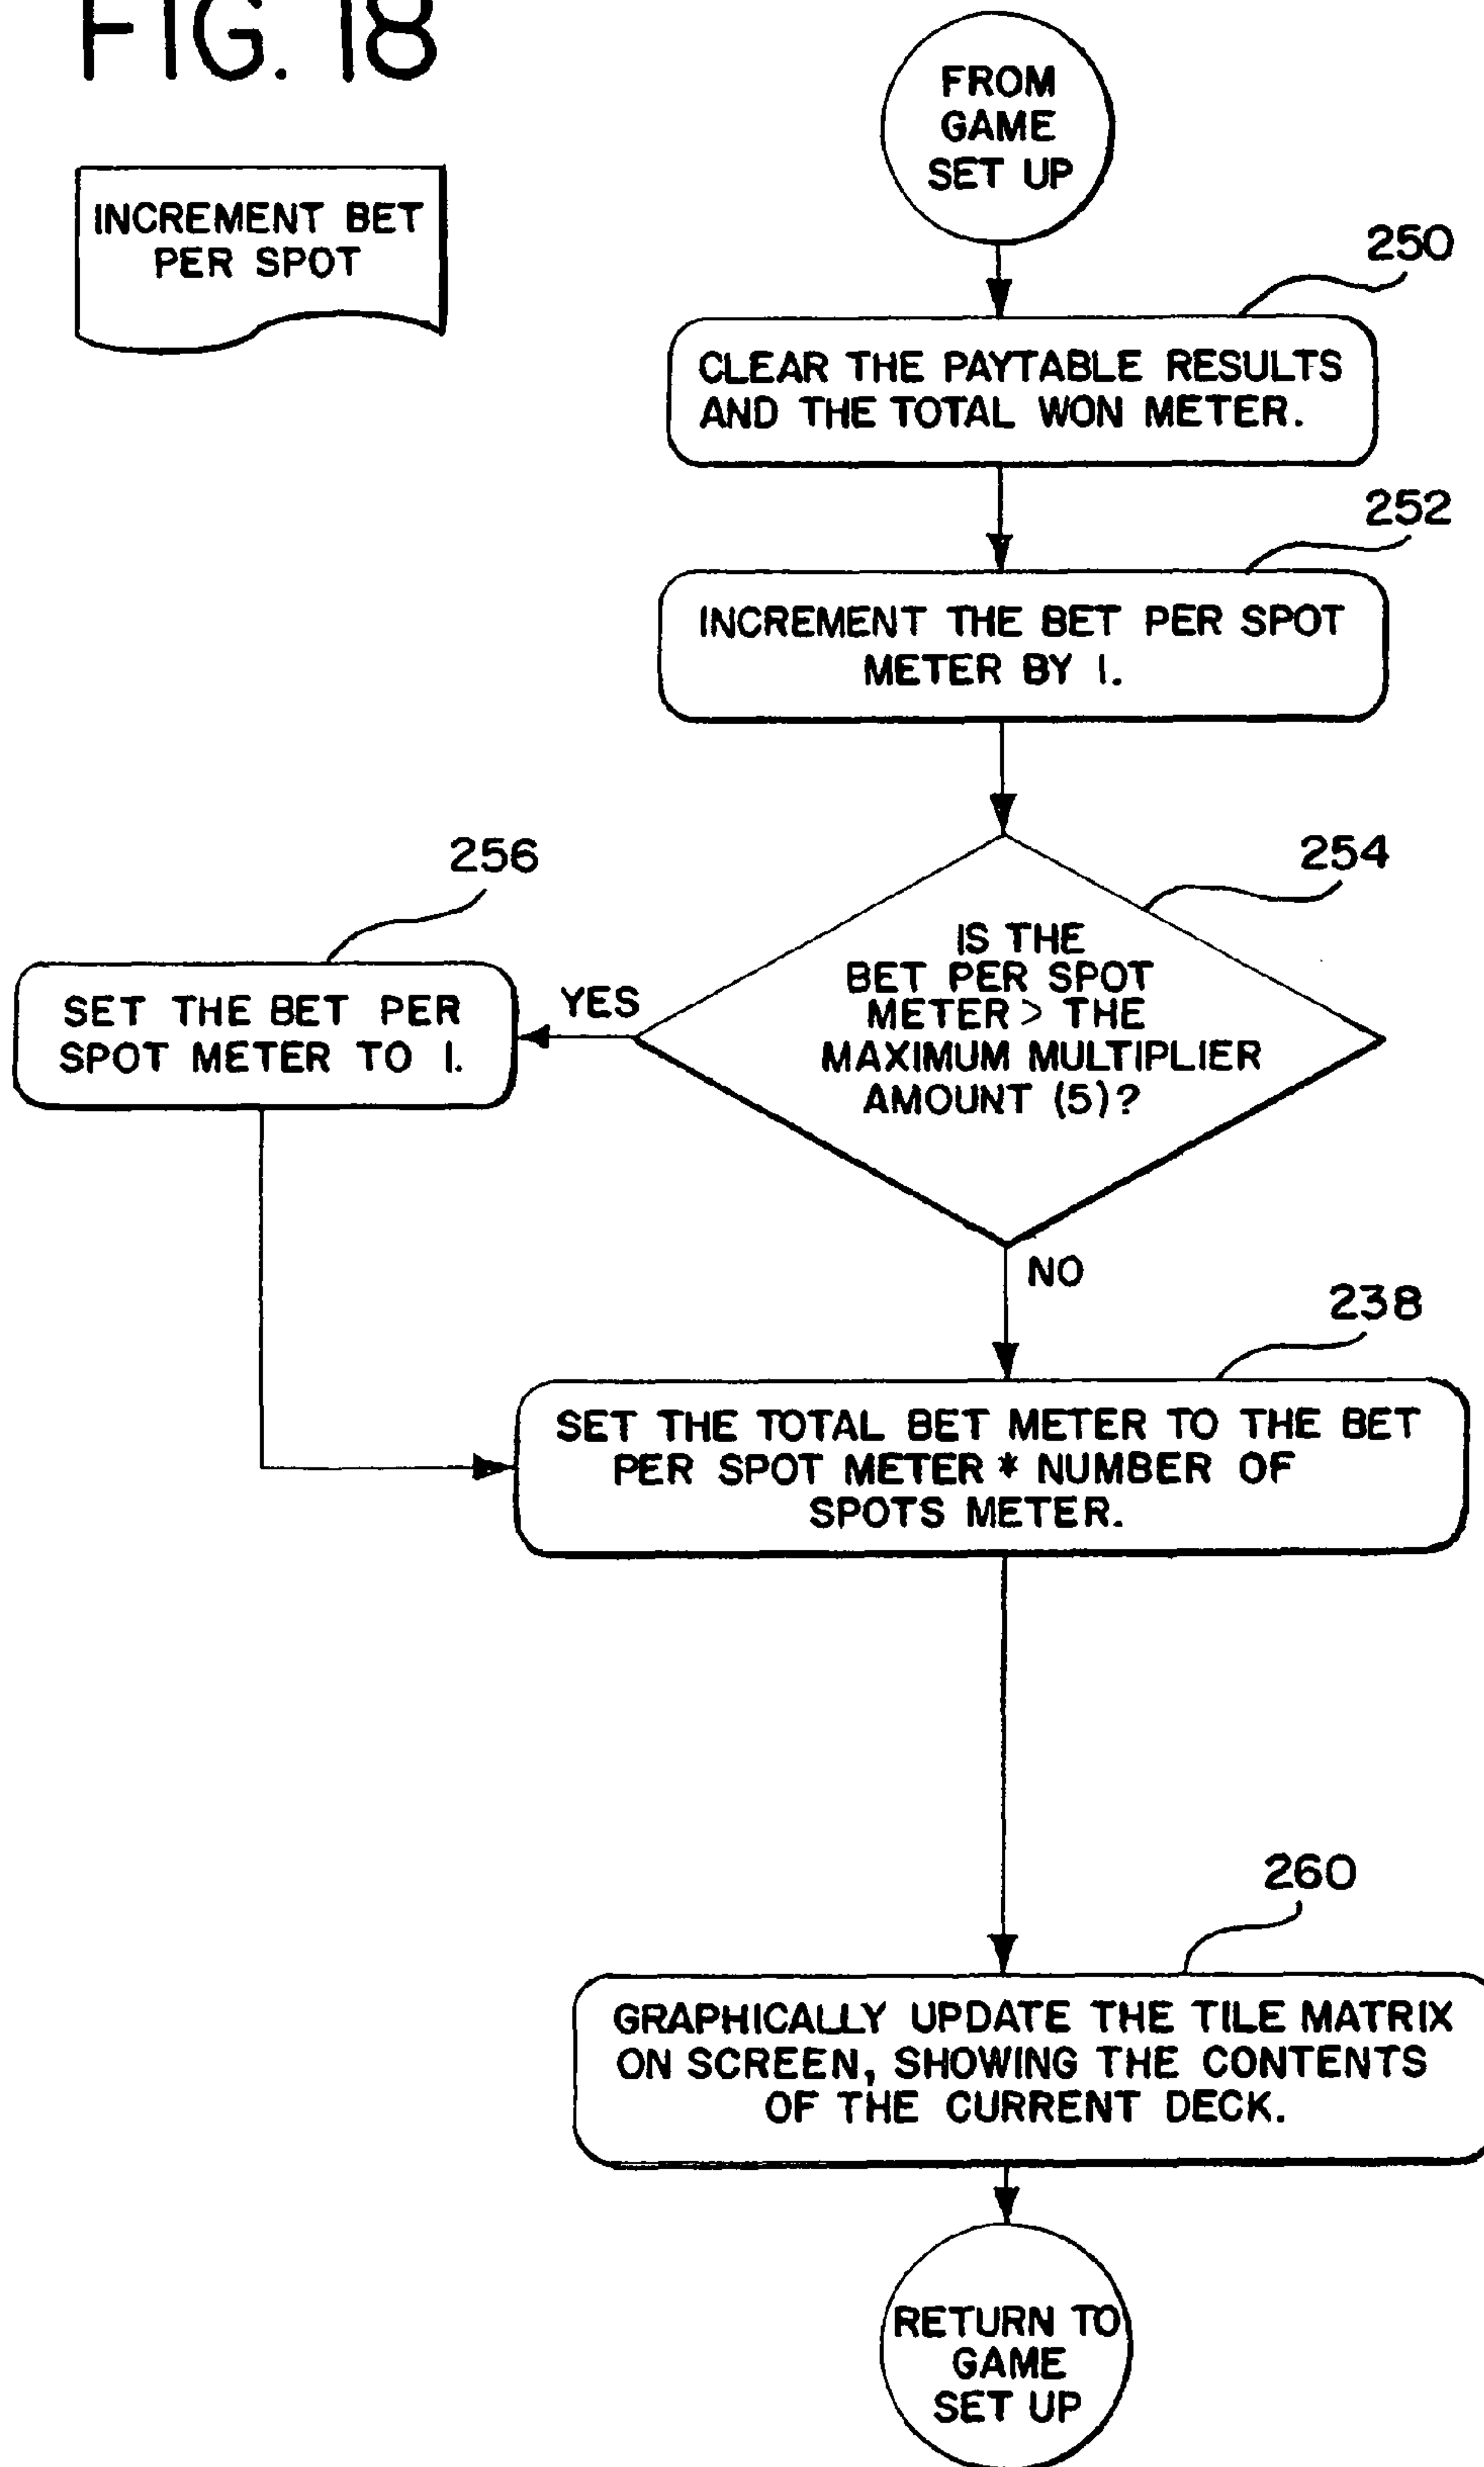 FIG. 18
INCREMENT BET
PER SPOT
FROM
GAME
SET UP
250
CLEAR THE PAYTABLE RESULTS
AND THE TOTAL WON METER.
252
INCREMENT THE BET PER SPOT
METER BY 1.
254
IS THE
BET PER SPOT
METER > THE
MAXIMUM MULTIPLIER
AMOUNT (5)?
YES
256
SET THE BET PER
SPOT METER TO 1.
NO
238
SET THE TOTAL BET METER TO THE BET
PER SPOT METER * NUMBER OF
SPOTS METER.
260
GRAPHICALLY UPDATE THE TILE MATRIX
ON SCREEN, SHOWING THE CONTENTS
OF THE CURRENT DECK.
RETURN TO
GAME
SET UP